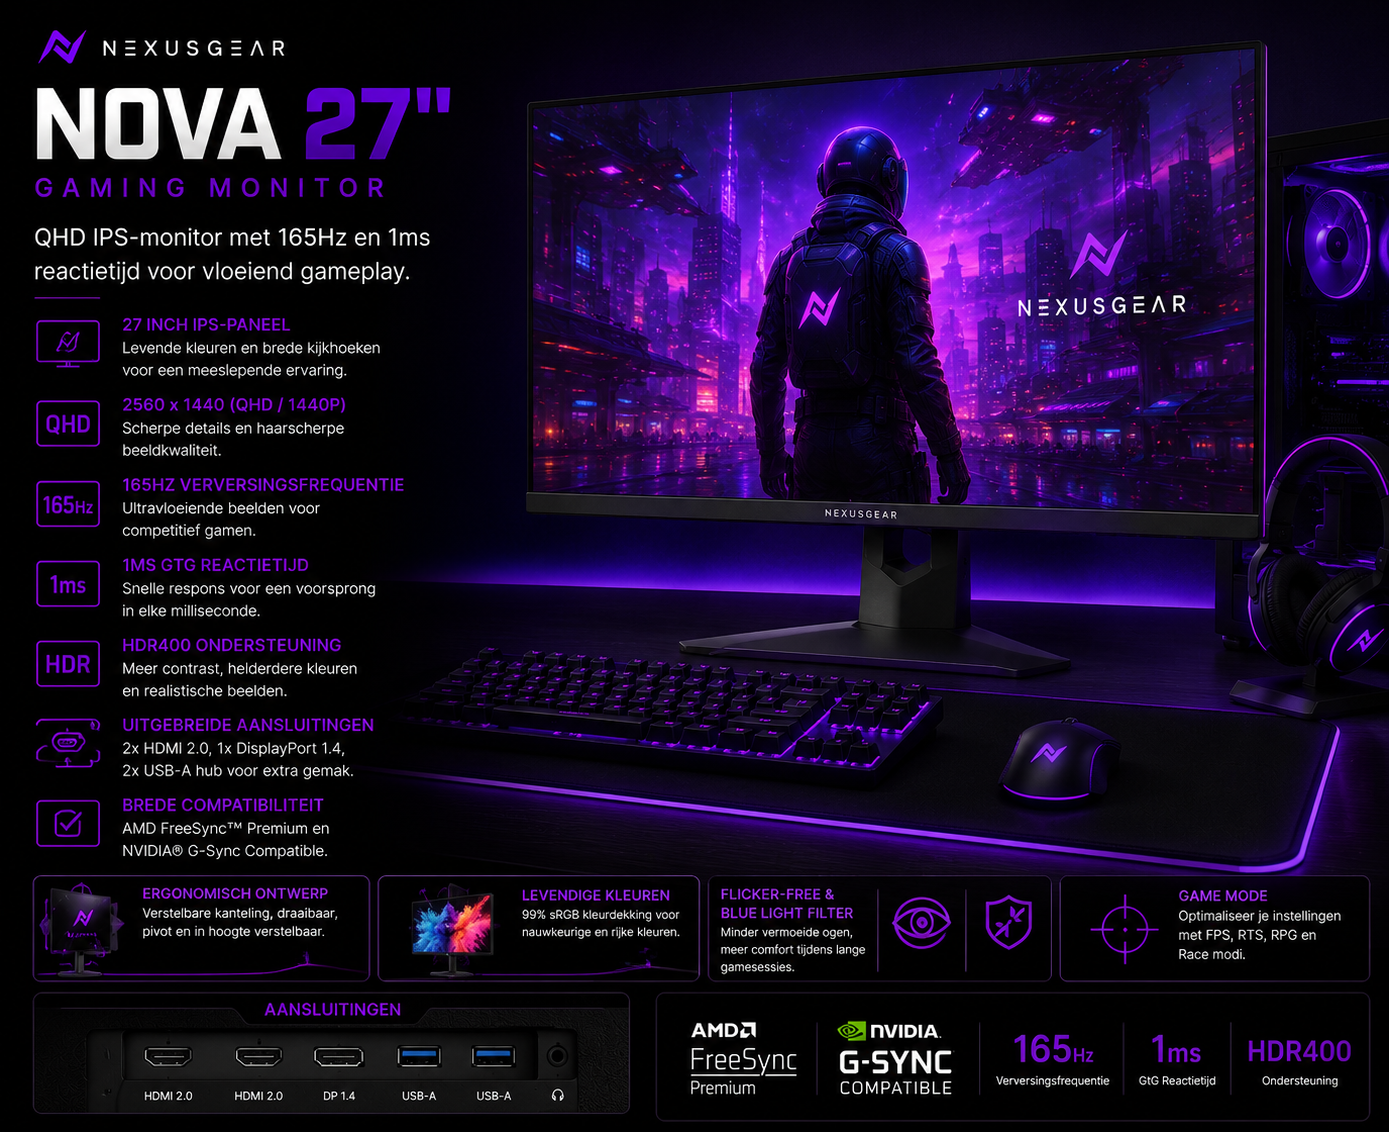 NEXUSGEAR
NOVA 27"
GAMING MONITOR
QHD IPS-monitor met 165Hz en 1ms
reactietijd voor vloeiend gameplay.
27 INCH IPS-PANEEL
Levende kleuren en brede kijkhoeken
voor een meeslepende ervaring.
QHD
2560 x 1440 (QHD / 1440P)
Scherpe details en haarscherpe
beeldkwaliteit.
165Hz
165HZ VERVERSINGSFREQUENTIE
Ultravloeiende beelden voor
competitief gamen.
1ms
1MS GTG REACTIETIJD
Snelle respons voor een voorsprong
in elke milliseconde.
HDR
HDR400 ONDERSTEUNING
Meer contrast, helderdere kleuren
en realistische beelden.
UITGEBREIDE AANSLUITINGEN
2x HDMI 2.0, 1x DisplayPort 1.4,
2x USB-A hub voor extra gemak.
BREDE COMPATIBILITEIT
AMD FreeSync™ Premium en
NVIDIA® G-Sync Compatible.
NEXUSGEAR
NEXUSGEAR
ERGONOMISCH ONTWERP
Verstelbare kanteling, draaibaar,
pivot en in hoogte verstelbaar.
LEVENDIGE KLEUREN
99% sRGB kleurdekking voor
nauwkeurige en rijke kleuren.
FLICKER-FREE &
BLUE LIGHT FILTER
Minder vermoeide ogen,
meer comfort tijdens lange
gamesessies.
GAME MODE
Optimaliseer je instellingen
met FPS, RTS, RPG en
Race modi.
AANSLUITINGEN
HDMI 2.0
HDMI 2.0
DP 1.4
USB-A
USB-A
AMD
FreeSync
Premium
NVIDIA.
G-SYNC
COMPATIBLE
165Hz
Verversingsfrequentie
1ms
GtG Reactietijd
HDR400
Ondersteuning